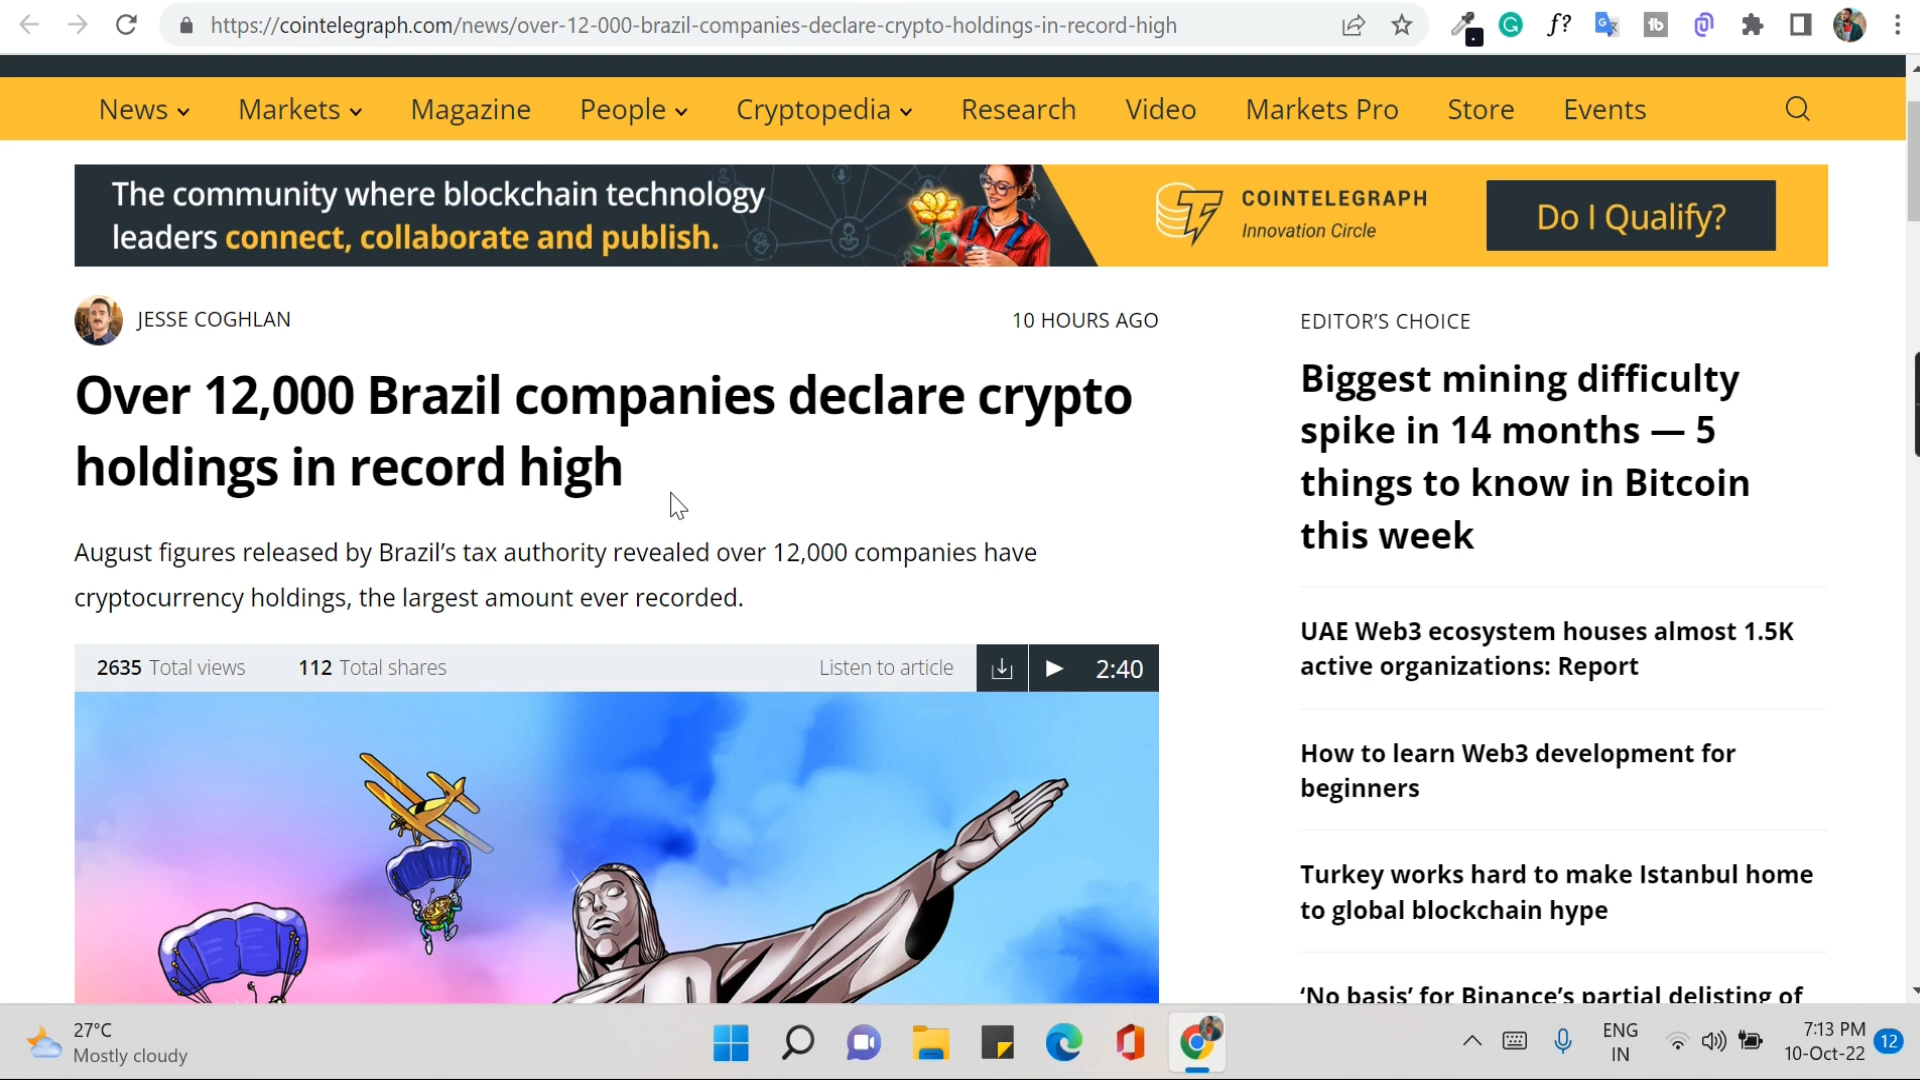 https://cointelegraph.com/news/over-12-000-brazil-companies-declare-crypto-holdings-in-record-high
f?
tb
News
Markets
Magazine
People
Cryptopedia
Research
Video
Markets Pro
Store
Events
The community where blockchain technology
leaders connect, collaborate and publish.
COINTELEGRAPH
Innovation Circle
Do I Qualify?
JESSE COGHLAN
10 HOURS AGO
Over 12,000 Brazil companies declare crypto
holdings in record high
August figures released by Brazil's tax authority revealed over 12,000 companies have
cryptocurrency holdings, the largest amount ever recorded.
2635 Total views
112 Total shares
Listen to article
2:40
EDITOR'S CHOICE
Biggest mining difficulty
spike in 14 months — 5
things to know in Bitcoin
this week
UAE Web3 ecosystem houses almost 1.5K
active organizations: Report
How to learn Web3 development for
beginners
Turkey works hard to make Istanbul home
to global blockchain hype
‘No basis’ for Binance’s partial delisting of
27°C
Mostly cloudy
ENG
IN
7:13 PM
10-Oct-22
12